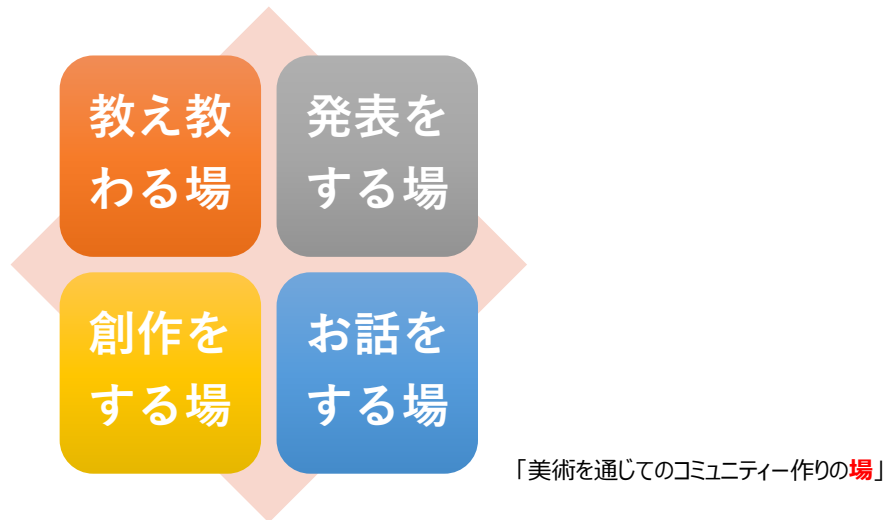 教え教
わる場
発表を
する場
創作を
する場
お話を
する場
「美術を通じてのコミュニティー作りの場」